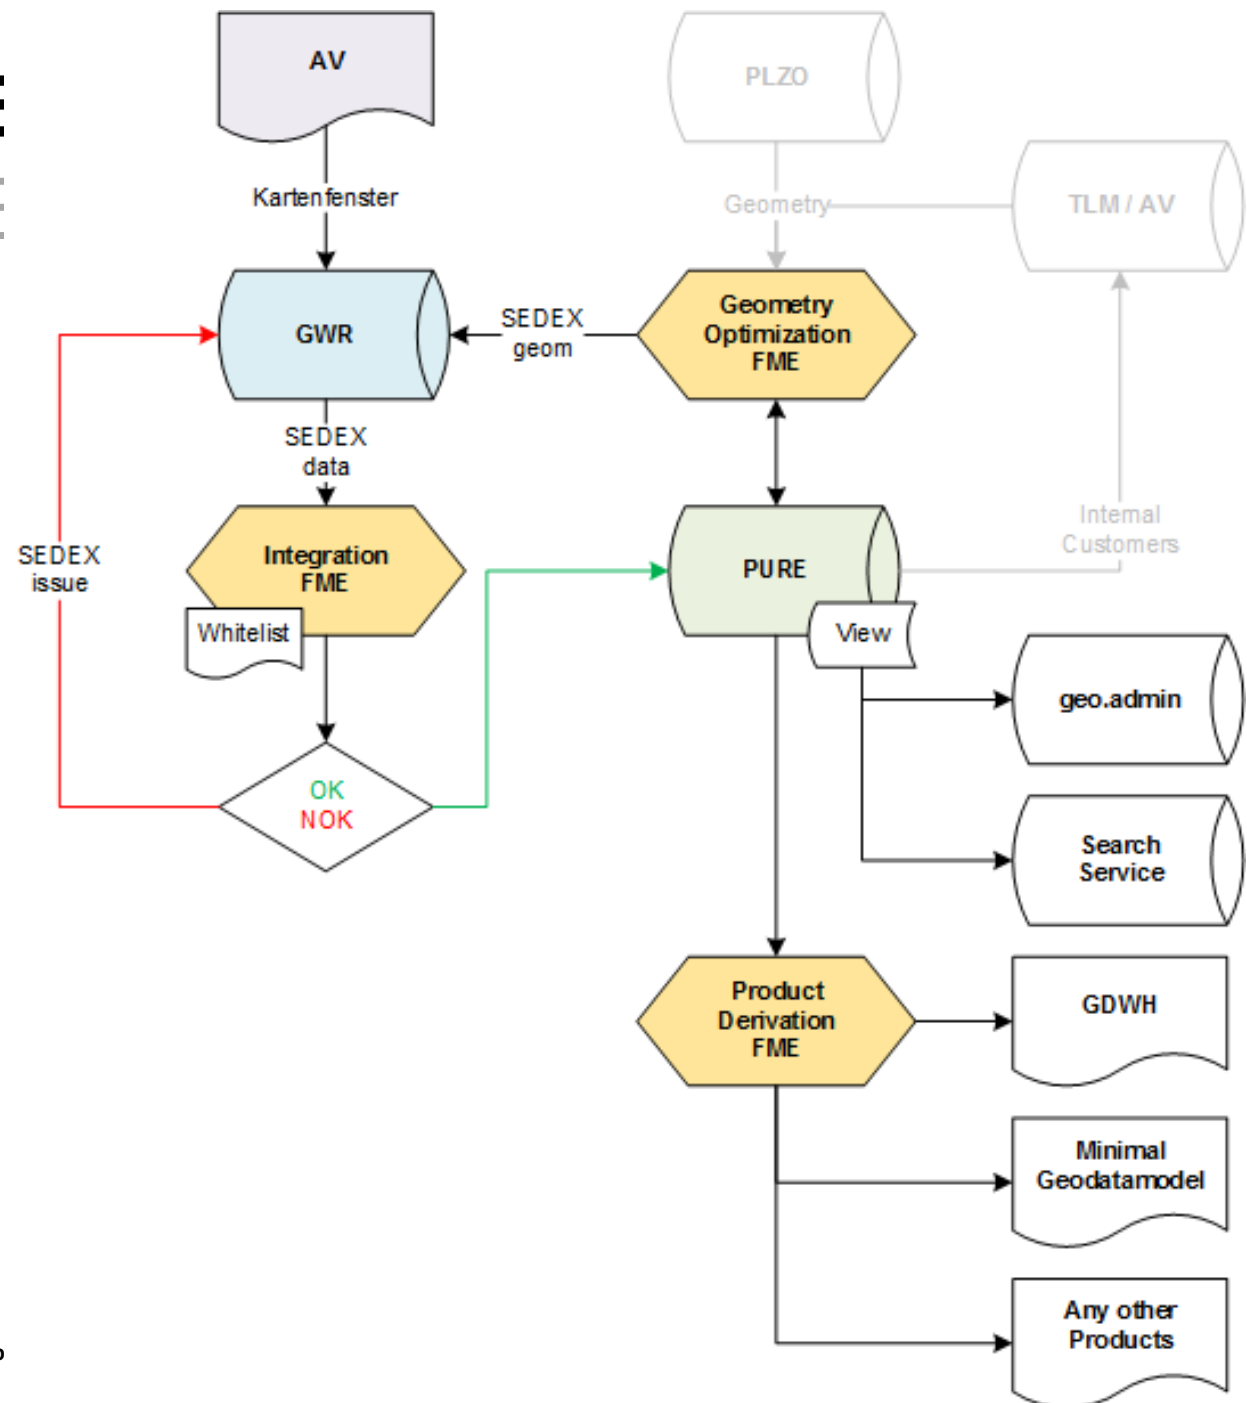 AV
PLZO
Kartenfenster
Geometry
TLM / AV
GWR
SEDEX
geom
Geometry
Optimization
FME
SEDEX
data
SEDEX
issue
Integration
FME
Whitelist
PURE
View
Internal
Customers
geo.admin
OK
NOK
Search
Service
Product
Derivation
FME
GDWH
Minimal
Geodatamodel
Any other
Products